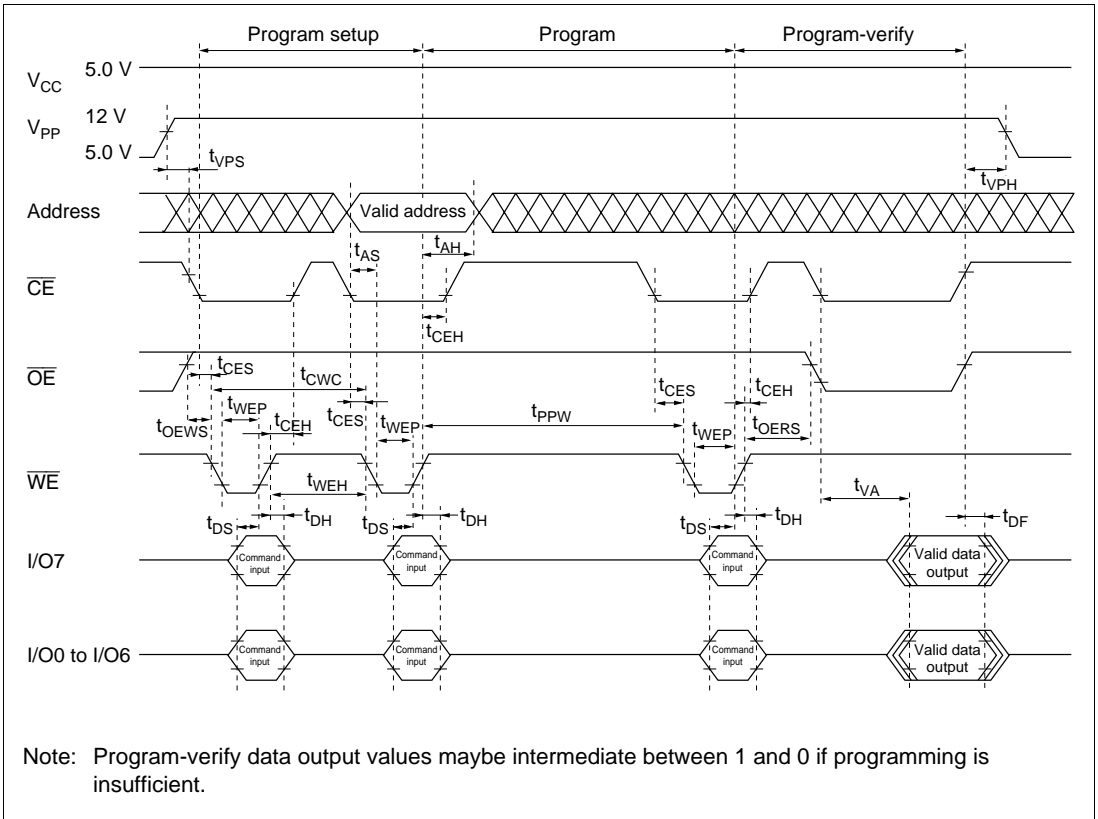 Program setup Program Program-verify
VCC 5.0 V
VPP 12 V
5.0 V
tVPS
tVPH
Address Valid address
tAH
tAS
CE
tCEH
OE
tCES tCWC tCES tCEH
tOEWS tWEP tCEH tCES tWEP tPPW tWEP tOERS
WE
tWEH tVA
tDS tDH tDS tDH tDS tDH tDF
I/O7 Command input Command input Command input Valid data output
I/O0 to I/O6 Command input Command input Command input Valid data output
Note: Program-verify data output values maybe intermediate between 1 and 0 if programming is
insufficient.